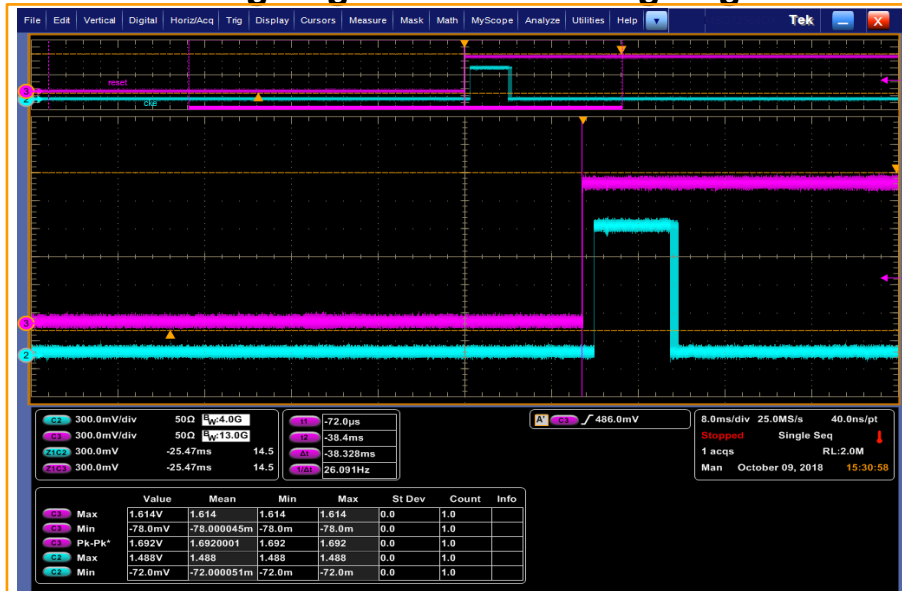 File Edit Vertical Digital Horiz/Acq Trig Display Cursors Measure Mask Math MyScope Analyze Utilities Help Tek X
reset
3
2
cke
3
2
C2 300.0mV/div 50Ω BW:4.0G
C3 300.0mV/div 50Ω BW:13.0G
Z1C2 300.0mV -25.47ms 14.5
Z1C3 300.0mV -25.47ms 14.5
t1 -72.0µs
t2 -38.4ms
Δt -38.328ms
1/Δt 26.091Hz
A' C3 486.0mV
8.0ms/div 25.0MS/s 40.0ns/pt
Stopped Single Seq
1 acqs RL:2.0M
Man October 09, 2018 15:30:58
Value Mean Min Max St Dev Count Info
C3 Max 1.614V 1.614 1.614 1.614 0.0 1.0
C3 Min -78.0mV -78.000045m -78.0m -78.0m 0.0 1.0
C3 Pk-Pk* 1.692V 1.6920001 1.692 1.692 0.0 1.0
C2 Max 1.488V 1.488 1.488 1.488 0.0 1.0
C2 Min -72.0mV -72.000051m -72.0m -72.0m 0.0 1.0